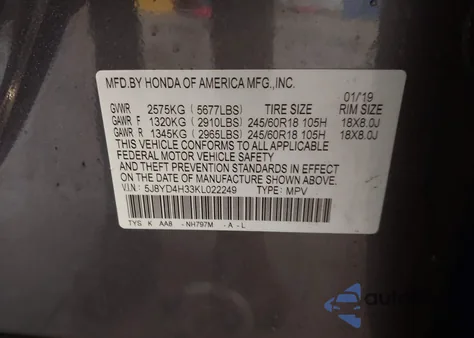 MFD.BY HONDA OF AMERICA MFG.,INC.
01/19
GVWR 2575KG (5677LBS) TIRE SIZE RIM SIZE
GAWR F 1320KG (2910LBS) 245/60R18 105H 18X8.0J
GAWR R 1345KG (2965LBS) 245/60R18 105H 18X8.0J
THIS VEHICLE CONFORMS TO ALL APPLICABLE
FEDERAL MOTOR VEHICLE SAFETY
AND THEFT PREVENTION STANDARDS IN EFFECT
ON THE DATE OF MANUFACTURE SHOWN ABOVE.
V.I.N: 5J8YD4H33KL022249 TYPE: MPV
TYS K AA8 -NH797M -A -L